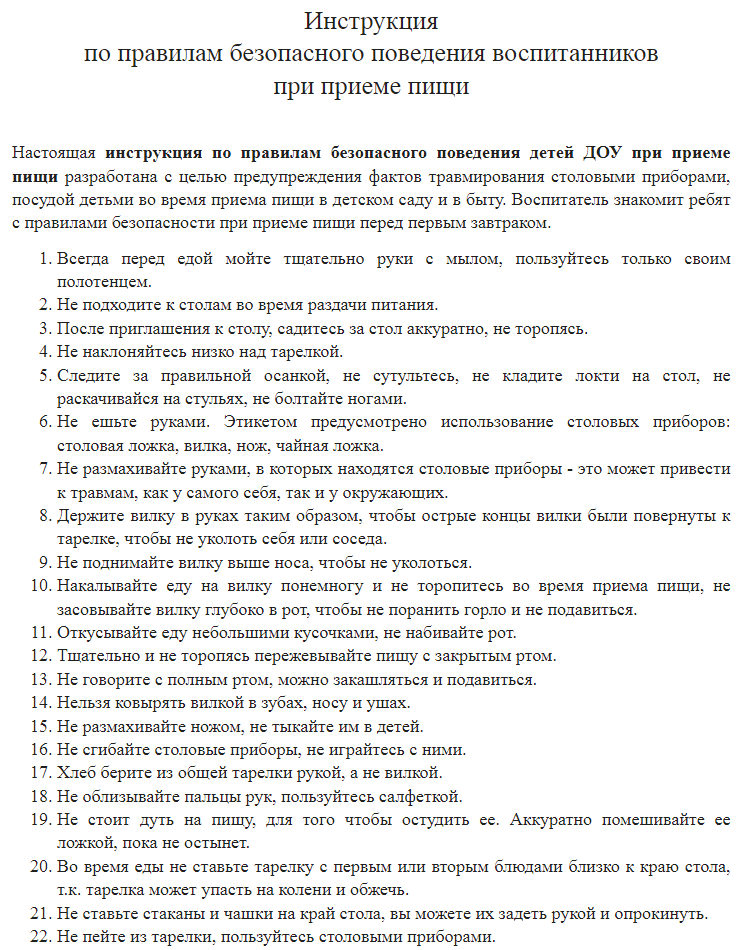 Инструкция
по правилам безопасного поведения воспитанников
при приеме пищи
Настоящая инструкция по правилам безопасного поведения детей ДОУ при приеме
пищи разработана с целью предупреждения фактов травмирования столовыми приборами,
посудой детьми во время приема пищи в детском саду и в быту. Воспитатель знакомит ребят
с правилами безопасности при приеме пищи перед первым завтраком.
1. Всегда перед едой мойте тщательно руки с мылом, пользуйтесь только своим
полотенцем.
2. Не подходите к столам во время раздачи питания.
3. После приглашения к столу, садитесь за стол аккуратно, не торопясь.
4. Не наклоняйтесь низко над тарелкой.
5. Следите за правильной осанкой, не сутультесь, не кладите локти на стол, не
раскачивайся на стульях, не болтайте ногами.
6. Не ешьте руками. Этикетом предусмотрено использование столовых приборов:
столовая ложка, вилка, нож, чайная ложка.
7. Не размахивайте руками, в которых находятся столовые приборы - это может привести
к травмам, как у самого себя, так и у окружающих.
8. Держите вилку в руках таким образом, чтобы острые концы вилки были повернуты к
тарелке, чтобы не уколоть себя или соседа.
9. Не поднимайте вилку выше носа, чтобы не уколоться.
10. Накалывайте еду на вилку понемногу и не торопитесь во время приема пищи, не
засовывайте вилку глубоко в рот, чтобы не поранить горло и не подавиться.
11. Откусывайте еду небольшими кусочками, не набивайте рот.
12. Тщательно и не торопясь пережевывайте пищу с закрытым ртом.
13. Не говорите с полным ртом, можно закашляться и подавиться.
14. Нельзя ковырять вилкой в зубах, носу и ушах.
15. Не размахивайте ножом, не тыкайте им в детей.
16. Не сгибайте столовые приборы, не играйтесь с ними.
17. Хлеб берите из общей тарелки рукой, а не вилкой.
18. Не облизывайте пальцы рук, пользуйтесь салфеткой.
19. Не стоит дуть на пищу, для того чтобы остудить ее. Аккуратно помешивайте ее
ложкой, пока не остынет.
20. Во время еды не ставьте тарелку с первым или вторым блюдами близко к краю стола,
т.к. тарелка может упасть на колени и обжечь.
21. Не ставьте стаканы и чашки на край стола, вы можете их задеть рукой и опрокинуть.
22. Не пейте из тарелки, пользуйтесь столовыми приборами.